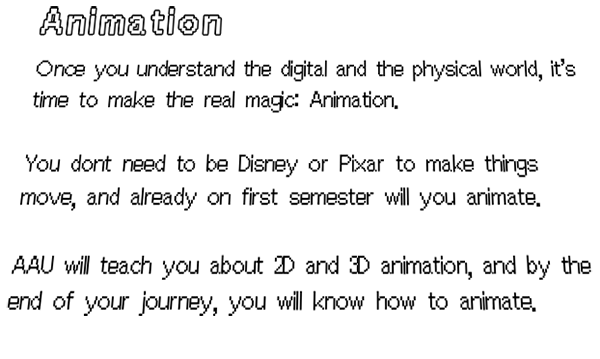 Animation
Once you understand the digital and the physical world, it's
time to make the real magic: Animation.
You dont need to be Disney or Pixar to make things
move, and already on first semester will you animate.
AAU will teach you about 2D and 3D animation, and by the
end of your journey, you will know how to animate.